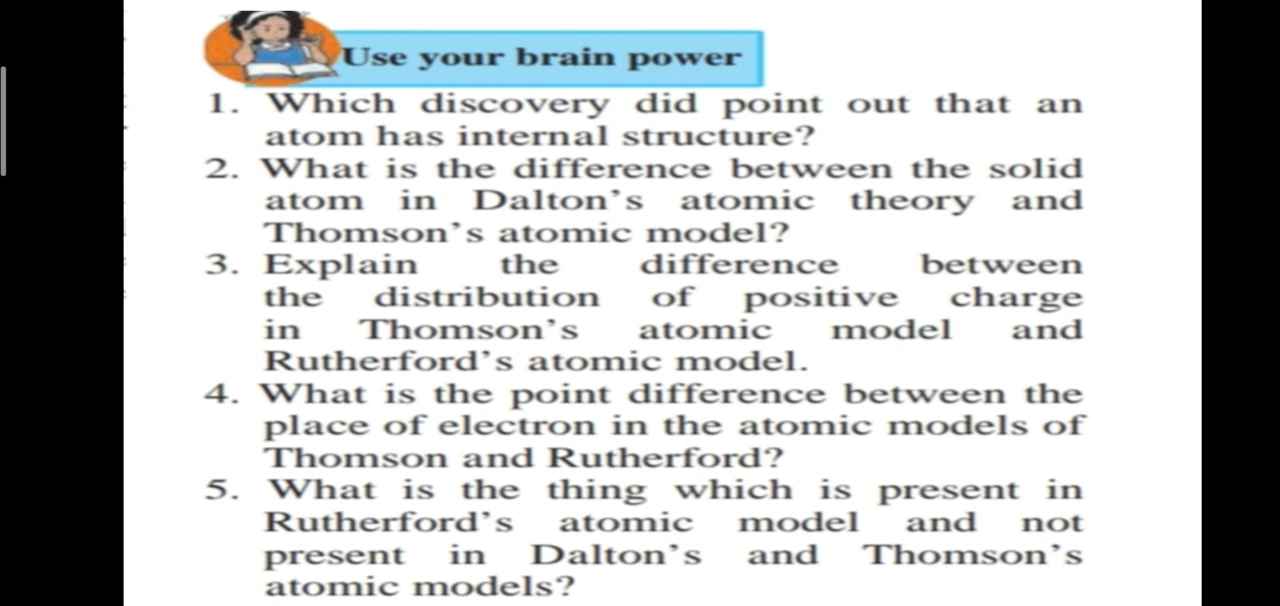 Use your brain power
1. Which discovery did point out that an
atom has internal structure?
2. What is the difference between the solid
atom in Dalton's atomic theory and
Thomson's atomic model?
3. Explain the difference between
the distribution of positive charge
in Thomson's atomic model and
Rutherford's atomic model.
4. What is the point difference between the
place of electron in the atomic models of
Thomson and Rutherford?
5. What is the thing which is present in
Rutherford's atomic model and not
present in Dalton's and Thomson's
atomic models?